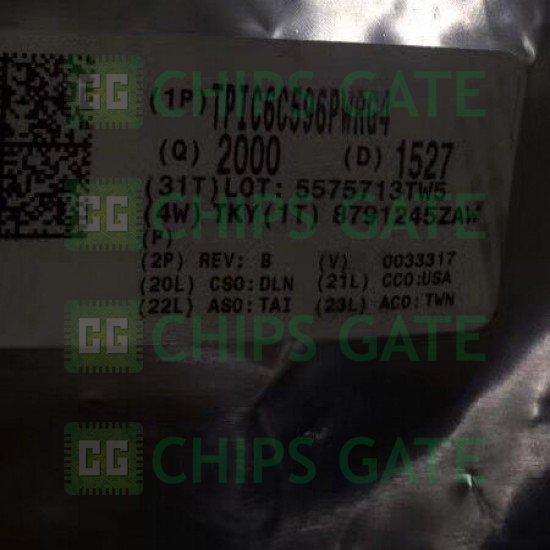 CHIPS GATE
(1P) TPIC6C596PWRG4
(Q) 2000 (D) 1527
CHIPS GATE
(31T)LOT: 5575713TW5
(4W) TKY(1T) 8791245ZAW
(P)
(2P) REV: B (V) 0033317
(20L) CSO:DLN (21L) CCO:USA
(22L) ASO:TAI (23L) ACO:TWN
CHIPS GATE
CHIPS GATE